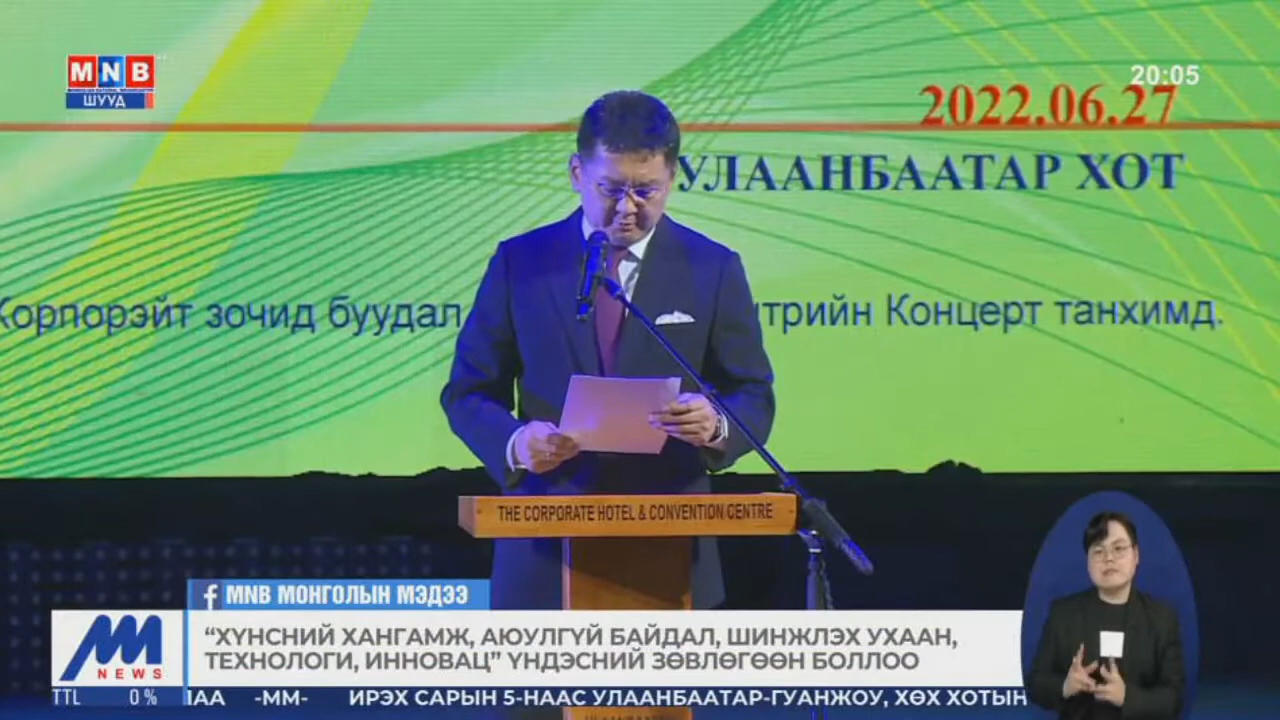 MNB
ШУУД
20:05
2022.06.27
УЛААНБААТАР ХОТ
Корпорэйт зочид буудал
трийн Концерт танхимд.
THE CORPORATE HOTEL & CONVENTION CENTRE
MNB МОНГОЛЫН МЭДЭЭ
NEWS
“ХҮНСНИЙ ХАНГАМЖ, АЮУЛГҮЙ БАЙДАЛ, ШИНЖЛЭХ УХААН,
ТЕХНОЛОГИ, ИННОВАЦ” ҮНДЭСНИЙ ЗӨВЛӨГӨӨН БОЛЛОО
TTL 0% -MM- ИРЭХ САРЫН 5-НААС УЛААНБААТАР-ГУАНЖОУ, ХӨХ ХОТЫН